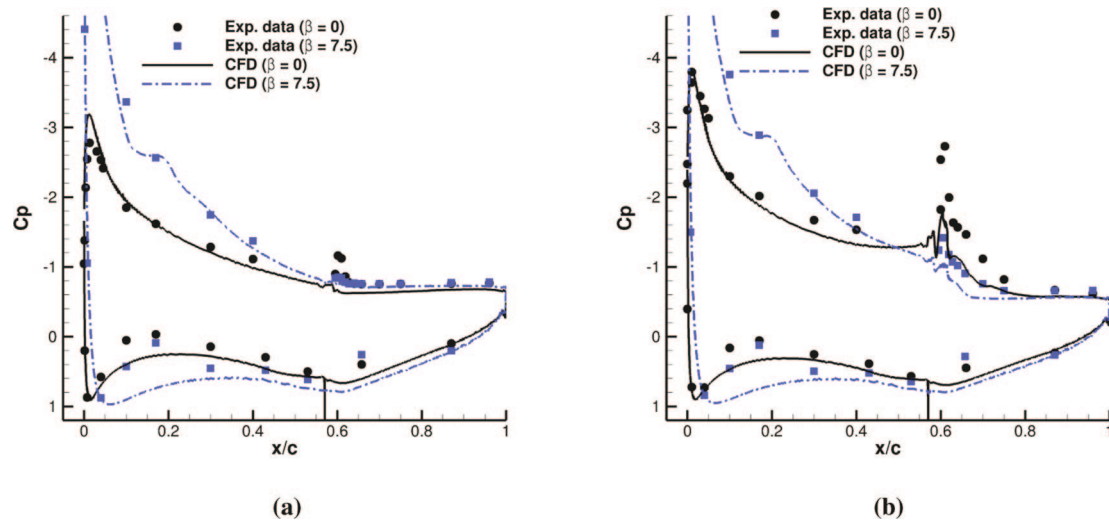 Exp. data (β = 0)
Exp. data (β = 7.5)
CFD (β = 0)
CFD (β = 7.5)
-4
-3
-2
-1
0
1
Cp
0 0.2 0.4 0.6 0.8 1
x/c
(a)
Exp. data (β = 0)
Exp. data (β = 7.5)
CFD (β = 0)
CFD (β = 7.5)
-4
-3
-2
-1
0
1
Cp
0 0.2 0.4 0.6 0.8 1
x/c
(b)